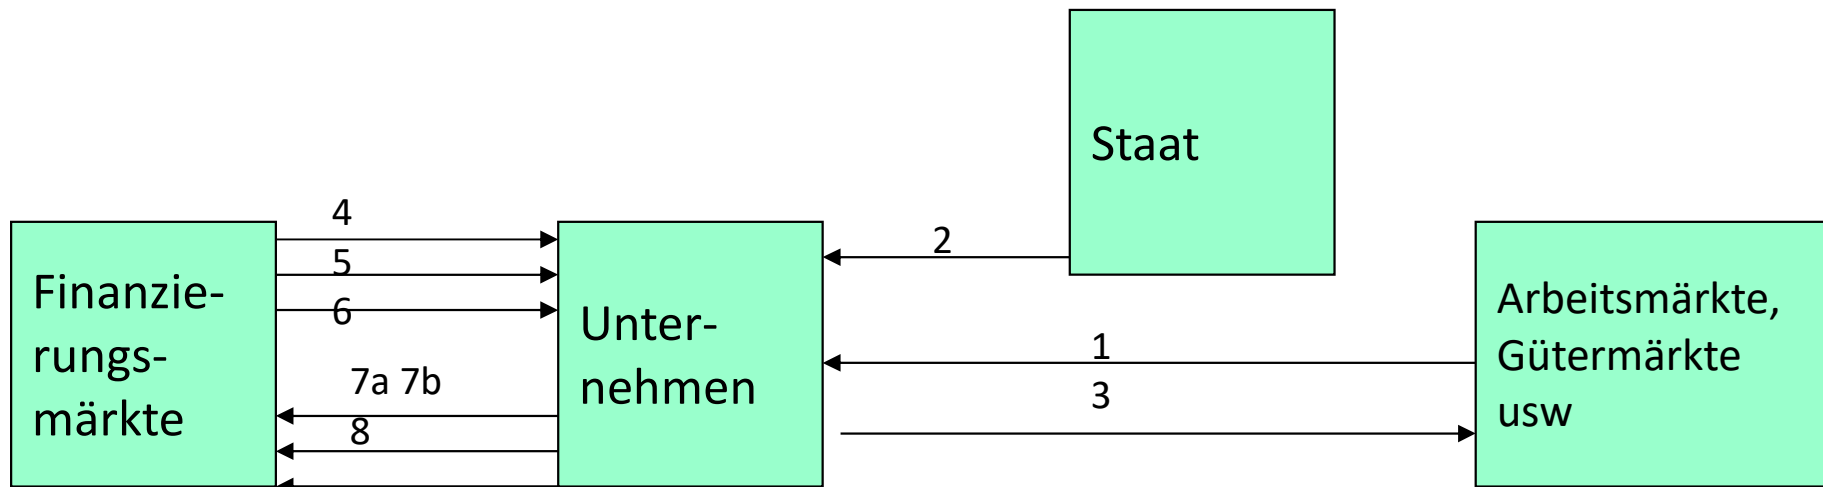 Staat
4
5
6
2
Finanzie-
rungs-
märkte
Unter-
nehmen
Arbeitsmärkte,
Gütermärkte
usw
1
3
7a 7b
8